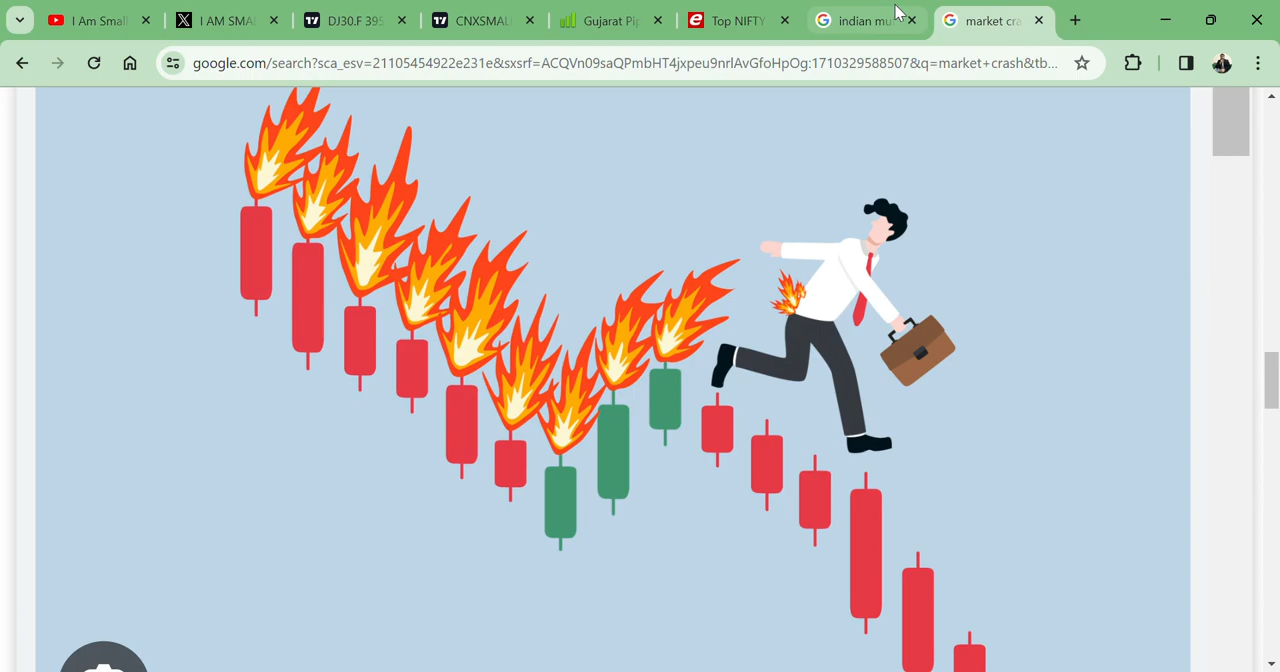 I Am Small
I AM SMA
DJ30.F 395
CNXSMAL
Gujarat Pip
Top NIFTY
indian mu
market cra
google.com/search?sca_esv=21105454922e231e&sxsrf=ACQVn09saQPmbHT4jxpeu9nrlAvGfoHpOg:1710329588507&q=market+crash&tb...